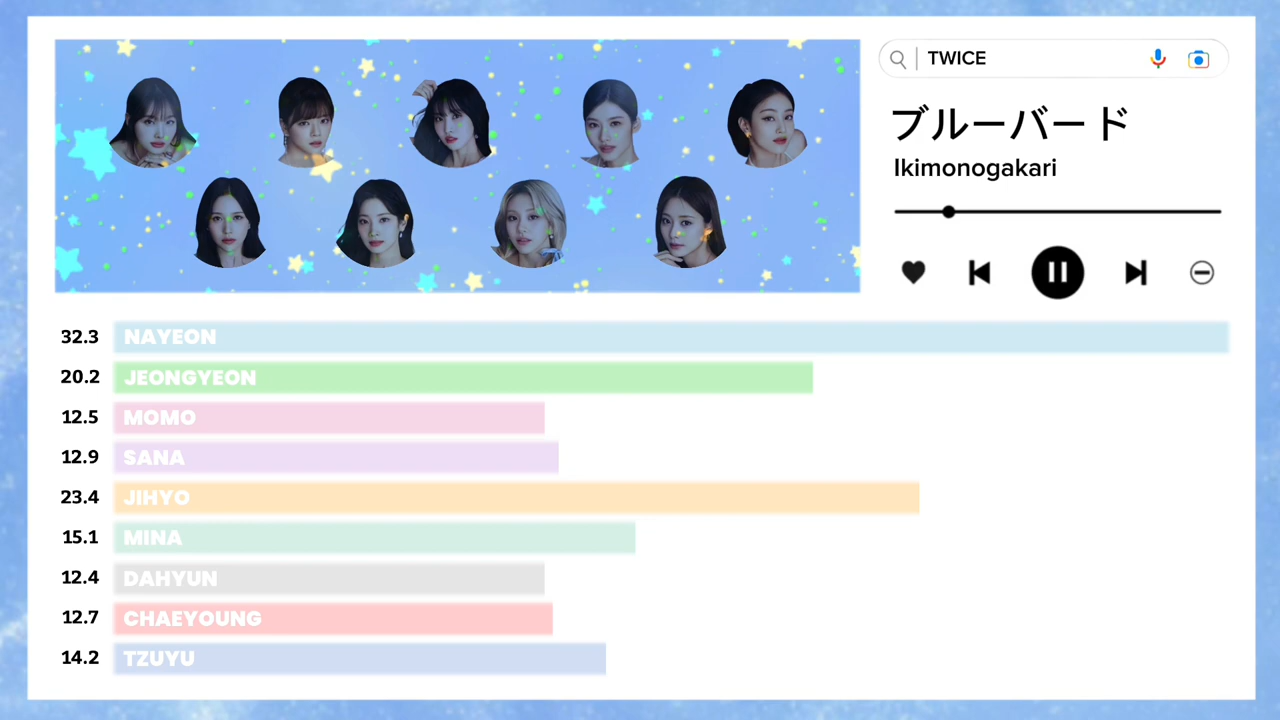 TWICE
ブルーバード
Ikimonogakari
32.3 NAYEON
20.2 JEONGYEON
12.5 MOMO
12.9 SANA
23.4 JIHYO
15.1 MINA
12.4 DAHYUN
12.7 CHAEYOUNG
14.2 TZUYU